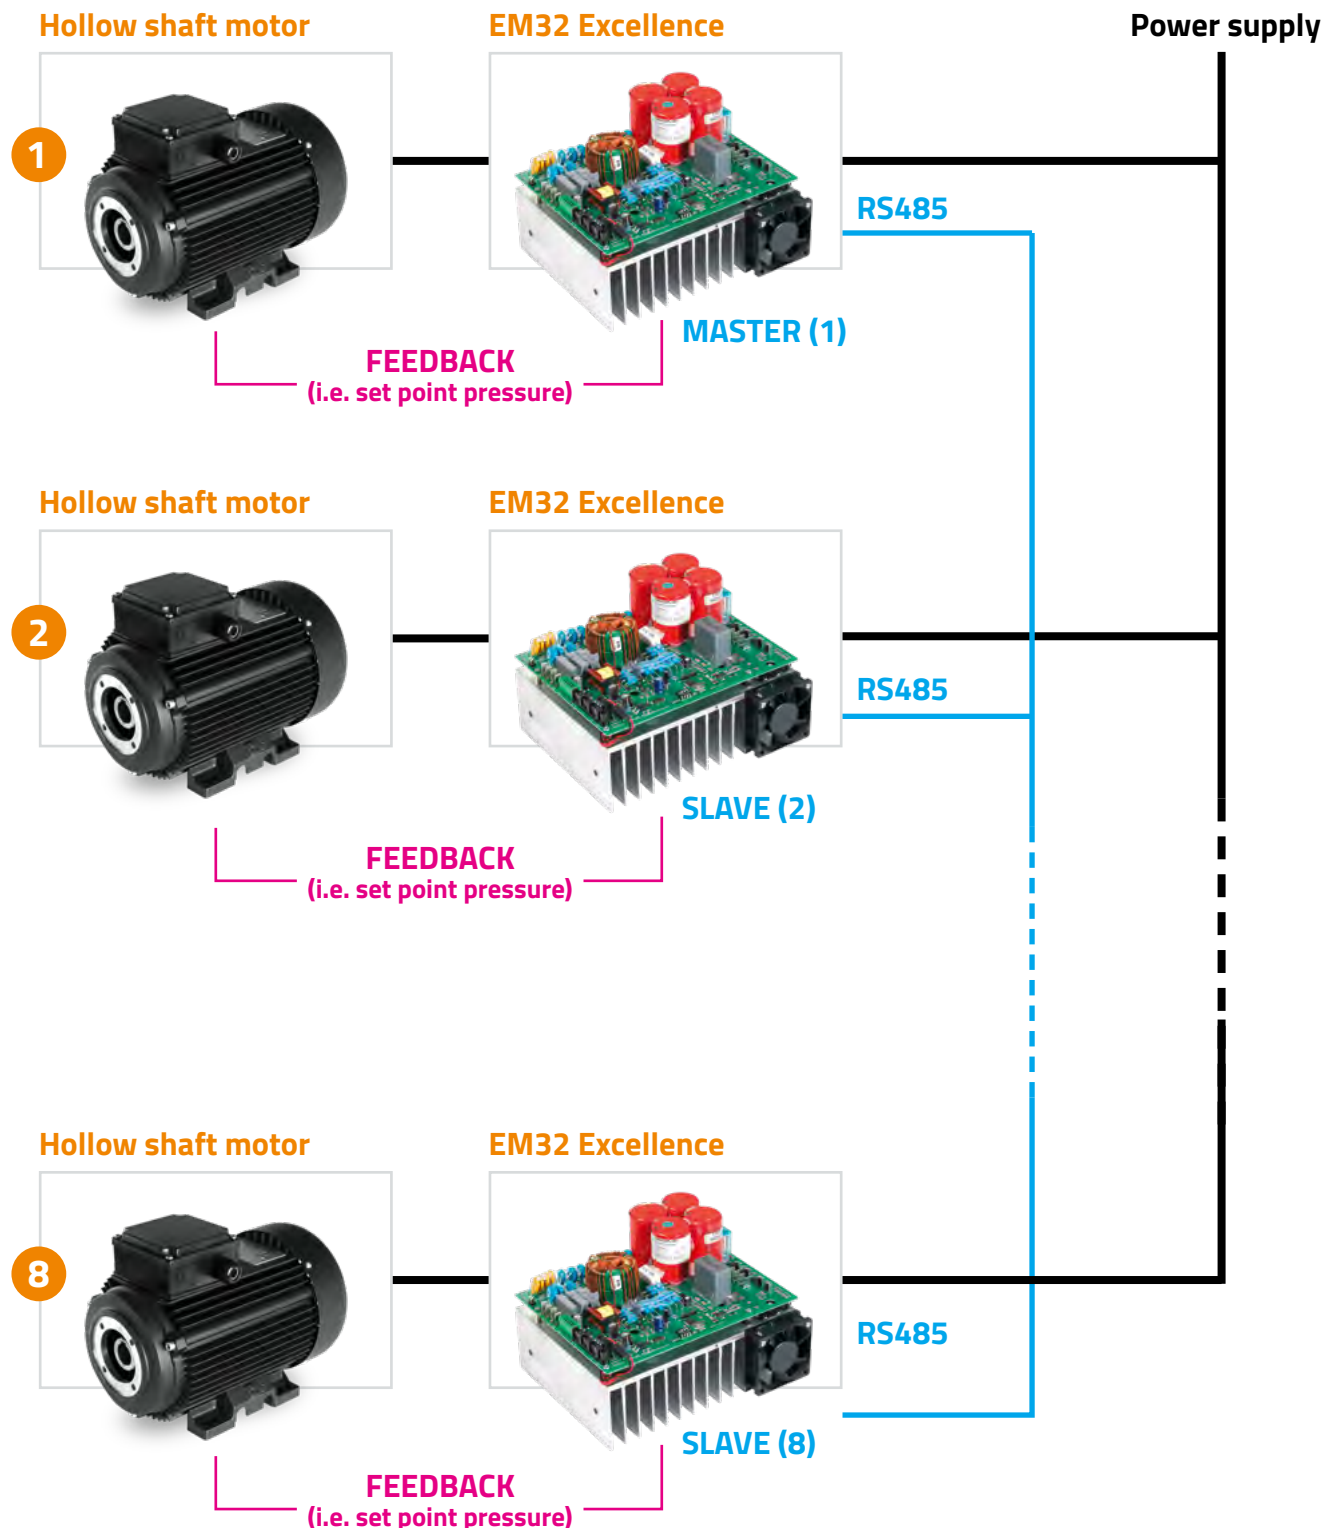 Hollow shaft motor
EM32 Excellence
Power supply
1
RS485
MASTER (1)
FEEDBACK
(i.e. set point pressure)
Hollow shaft motor
EM32 Excellence
2
RS485
SLAVE (2)
FEEDBACK
(i.e. set point pressure)
Hollow shaft motor
EM32 Excellence
8
RS485
SLAVE (8)
FEEDBACK
(i.e. set point pressure)